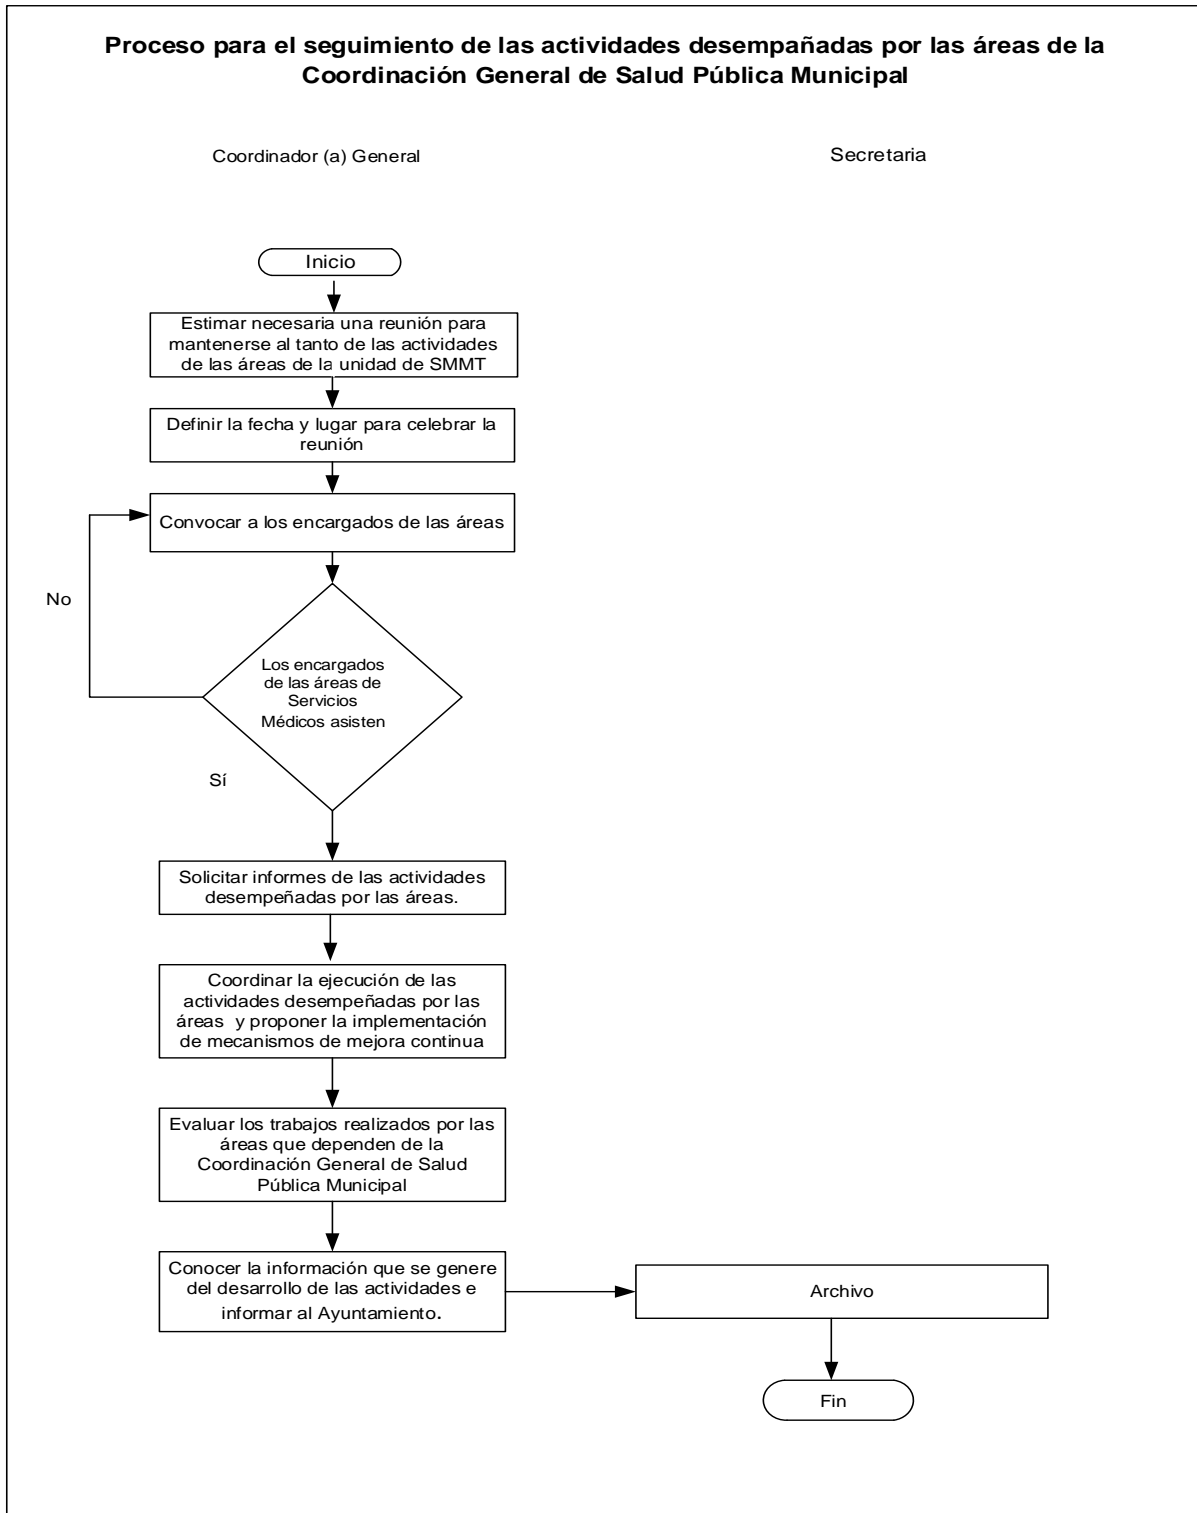 Proceso para el seguimiento de las actividades desempañadas por las áreas de la
Coordinación General de Salud Pública Municipal
Coordinador (a) General
Secretaria
Inicio
Estimar necesaria una reunión para
mantenerse al tanto de las actividades
de las áreas de la unidad de SMMT
Definir la fecha y lugar para celebrar la
reunión
Convocar a los encargados de las áreas
No
Los encargados
de las áreas de
Servicios
Médicos asisten
Sí
Solicitar informes de las actividades
desempeñadas por las áreas.
Coordinar la ejecución de las
actividades desempeñadas por las
áreas y proponer la implementación
de mecanismos de mejora continua
Evaluar los trabajos realizados por las
áreas que dependen de la
Coordinación General de Salud
Pública Municipal
Conocer la información que se genere
del desarrollo de las actividades e
informar al Ayuntamiento.
Archivo
Fin